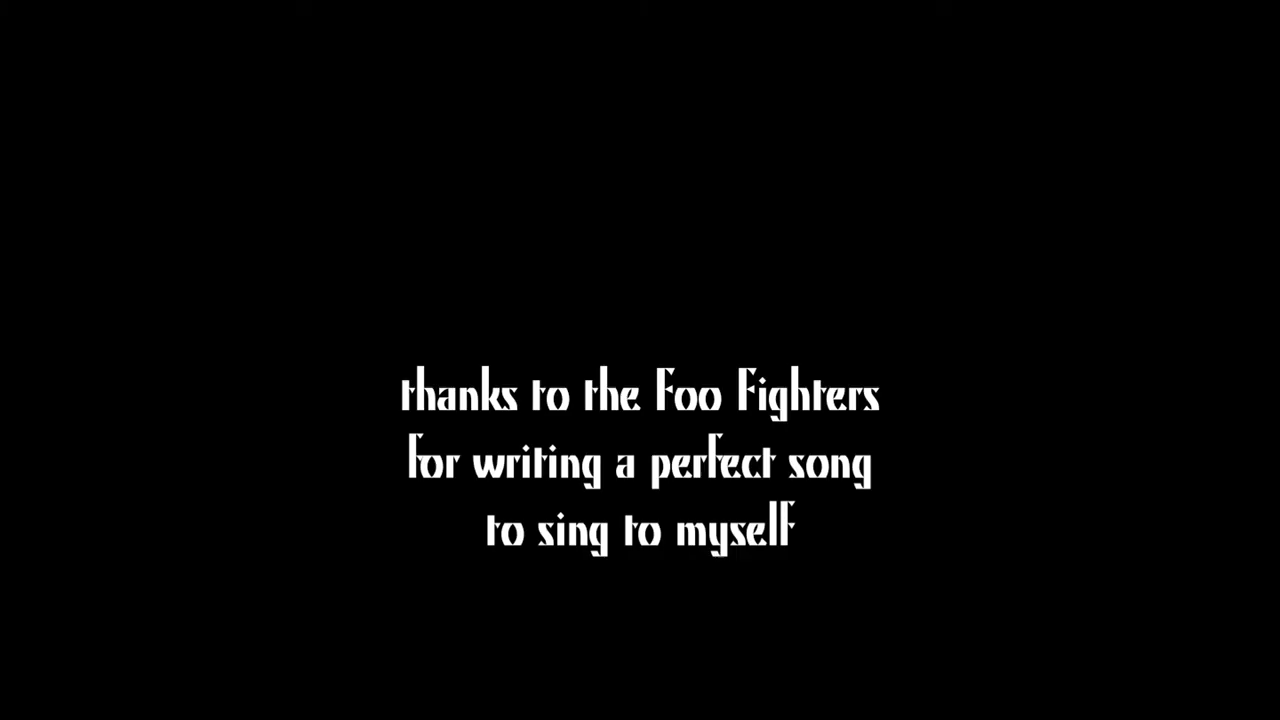 thanks to the Foo Fighters
for writing a perfect song
to sing to myself